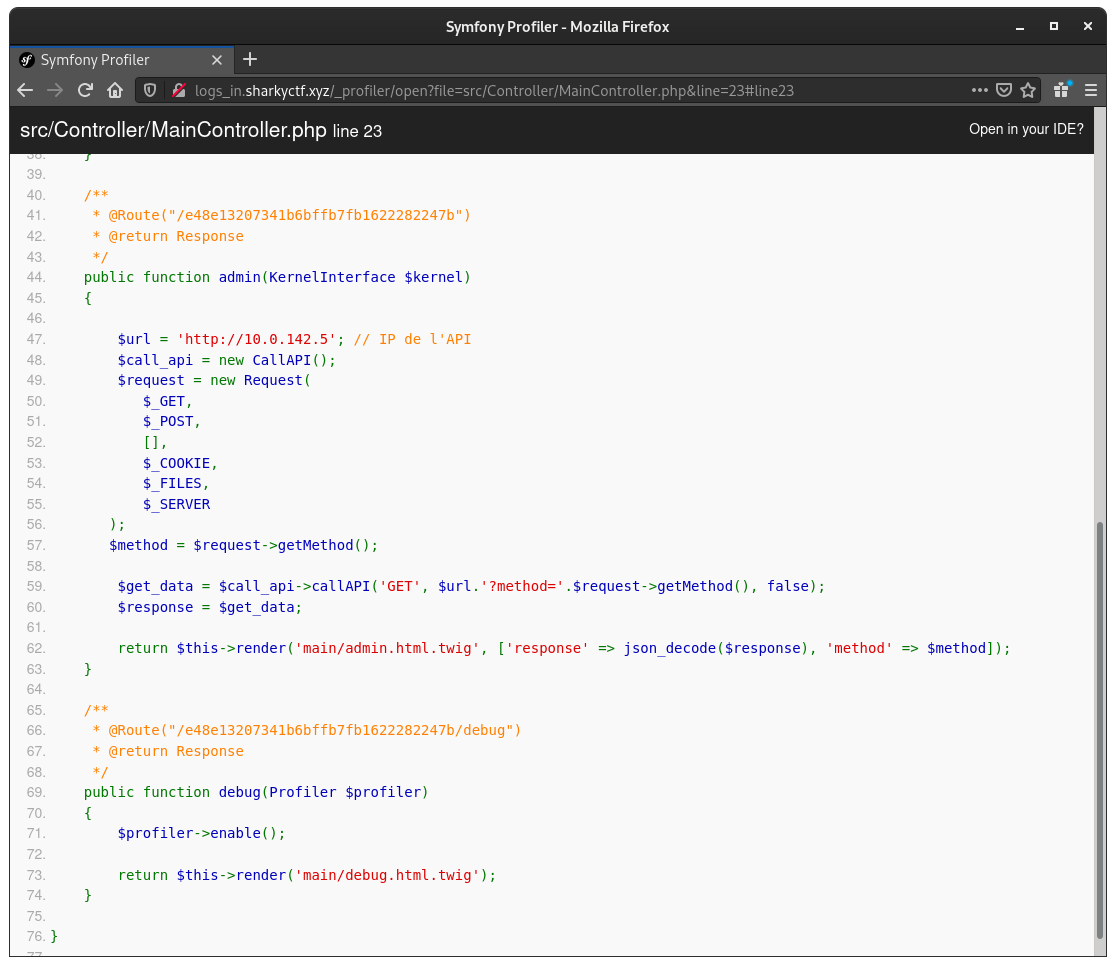 Symfony Profiler - Mozilla Firefox
Symfony Profiler
logs_in.sharkyctf.xyz/_profiler/open?file=src/Controller/MainController.php&line=23#line23
src/Controller/MainController.php line 23
Open in your IDE?
38. }
39.
40. /**
41. * @Route("/e48e13207341b6bffb7fb1622282247b")
42. * @return Response
43. */
44. public function admin(KernelInterface $kernel)
45. {
46.
47. $url = 'http://10.0.142.5'; // IP de l'API
48. $call_api = new CallAPI();
49. $request = new Request(
50. $_GET,
51. $_POST,
52. [],
53. $_COOKIE,
54. $_FILES,
55. $_SERVER
56. );
57. $method = $request->getMethod();
58.
59. $get_data = $call_api->callAPI('GET', $url.'?method='.$request->getMethod(), false);
60. $response = $get_data;
61.
62. return $this->render('main/admin.html.twig', ['response' => json_decode($response), 'method' => $method]);
63. }
64.
65. /**
66. * @Route("/e48e13207341b6bffb7fb1622282247b/debug")
67. * @return Response
68. */
69. public function debug(Profiler $profiler)
70. {
71. $profiler->enable();
72.
73. return $this->render('main/debug.html.twig');
74. }
75.
76. }
77.